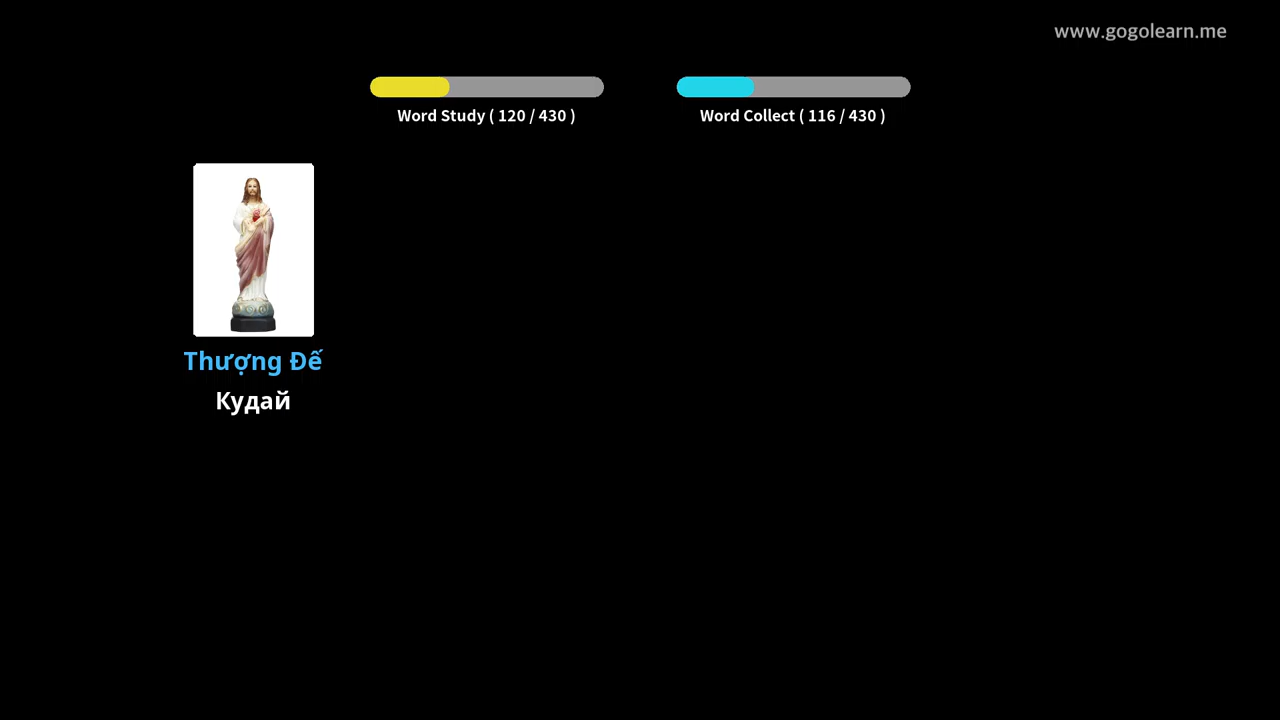 www.gogolearn.me
Word Study ( 120 / 430 )
Word Collect ( 116 / 430 )
Thượng Đế
Кудай